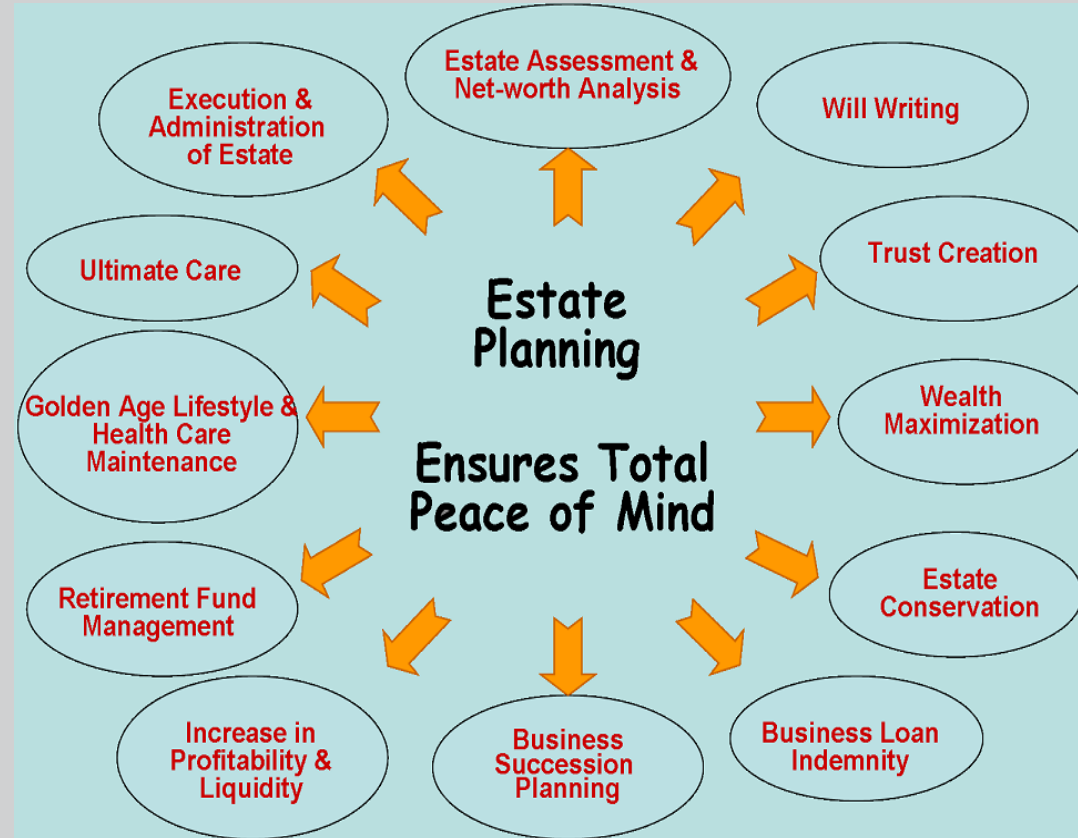 Estate Assessment &
Net-worth Analysis
Will Writing
Trust Creation
Wealth
Maximization
Estate
Conservation
Business Loan
Indemnity
Business
Succession
Planning
Increase in
Profitability &
Liquidity
Retirement Fund
Management
Golden Age Lifestyle &
Health Care
Maintenance
Ultimate Care
Execution &
Administration
of Estate
Estate
Planning
Ensures Total
Peace of Mind